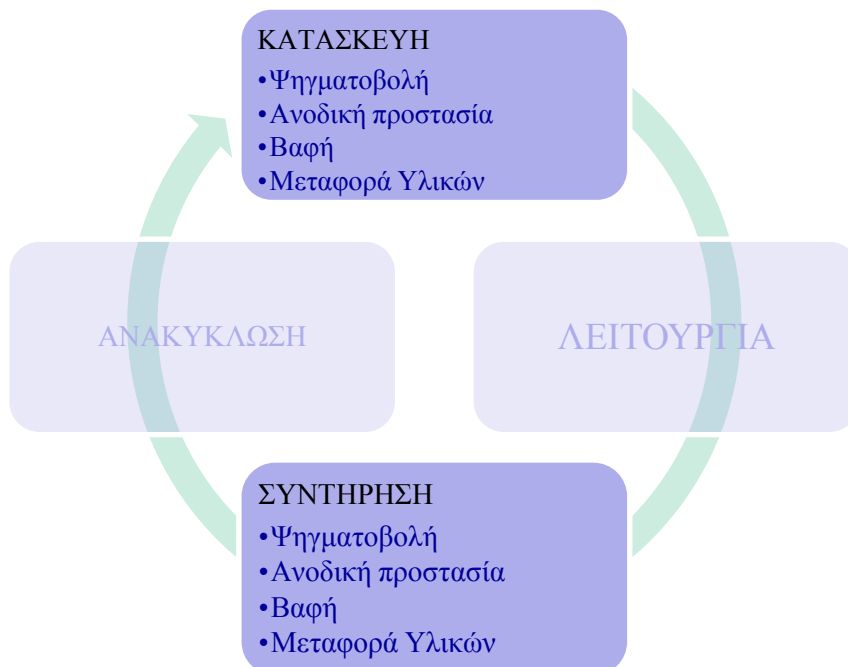 ΚΑΤΑΣΚΕΥΗ
•Ψηγματοβολή
•Ανοδική προστασία
•Βαφή
•Μεταφορά Υλικών
ΛΕΙΤΟΥΡΓΙΑ
ΣΥΝΤΗΡΗΣΗ
•Ψηγματοβολή
•Ανοδική προστασία
•Βαφή
•Μεταφορά Υλικών
ΑΝΑΚΥΚΛΩΣΗ